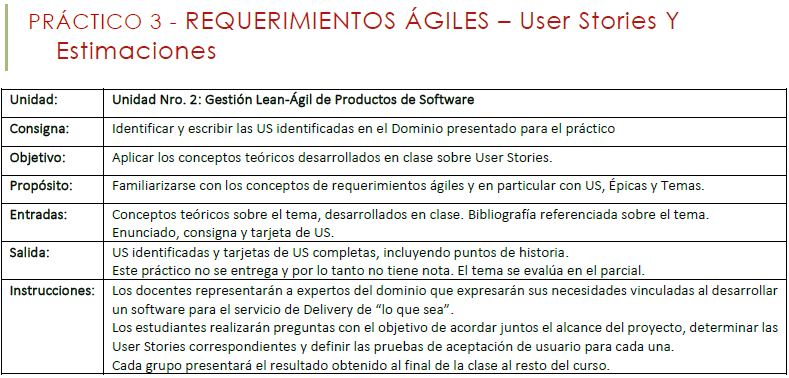 PRÁCTICO 3 - REQUERIMIENTOS ÁGILES – User Stories Y
Estimaciones
Unidad: Unidad Nro. 2: Gestión Lean-Ágil de Productos de Software
Consigna: Identificar y escribir las US identificadas en el Dominio presentado para el práctico
Objetivo: Aplicar los conceptos teóricos desarrollados en clase sobre User Stories.
Propósito: Familiarizarse con los conceptos de requerimientos ágiles y en particular con US, Épicas y Temas.
Entradas: Conceptos teóricos sobre el tema, desarrollados en clase. Bibliografía referenciada sobre el tema.
Enunciado, consigna y tarjeta de US.
Salida: US identificadas y tarjetas de US completas, incluyendo puntos de historia.
Este práctico no se entrega y por lo tanto no tiene nota. El tema se evalúa en el parcial.
Instrucciones: Los docentes representarán a expertos del dominio que expresarán sus necesidades vinculadas al desarrollar
un software para el servicio de Delivery de “lo que sea”.
Los estudiantes realizarán preguntas con el objetivo de acordar juntos el alcance del proyecto, determinar las
User Stories correspondientes y definir las pruebas de aceptación de usuario para cada una.
Cada grupo presentará el resultado obtenido al final de la clase al resto del curso.